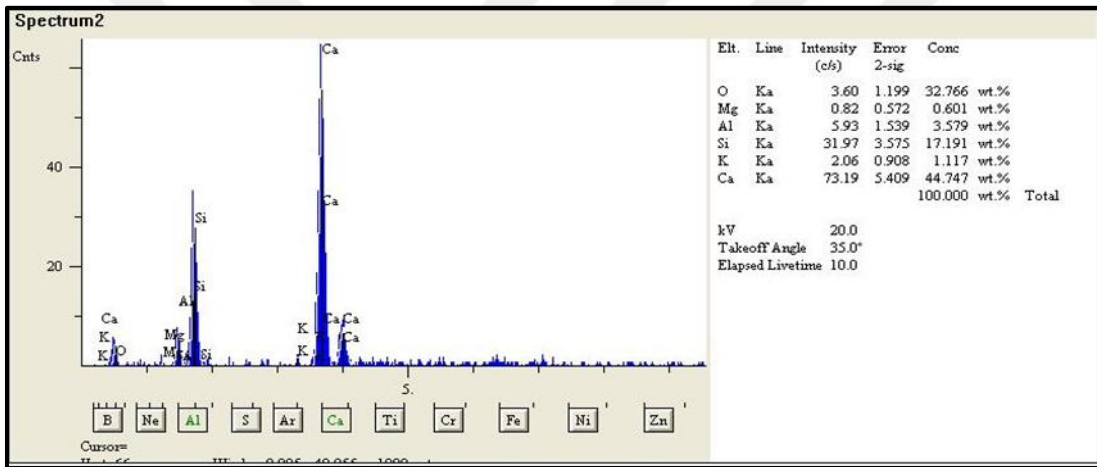 Spectrum2
Cnts
40
20
Ca
Ca
Si
Si
Al
Ca
K
K
O
Mg
Si
K
K
Ca Ca
Ca
5.
B Ne Al S Ar Ca Ti Cr Fe Ni Zn
Cursor=
Elt. Line Intensity Error Conc
(c/s) 2-sig
O Ka 3.60 1.199 32.766 wt.%
Mg Ka 0.82 0.572 0.601 wt.%
Al Ka 5.93 1.539 3.579 wt.%
Si Ka 31.97 3.575 17.191 wt.%
K Ka 2.06 0.908 1.117 wt.%
Ca Ka 73.19 5.409 44.747 wt.%
100.000 wt.% Total
kV 20.0
Takeoff Angle 35.0°
Elapsed Livetime 10.0